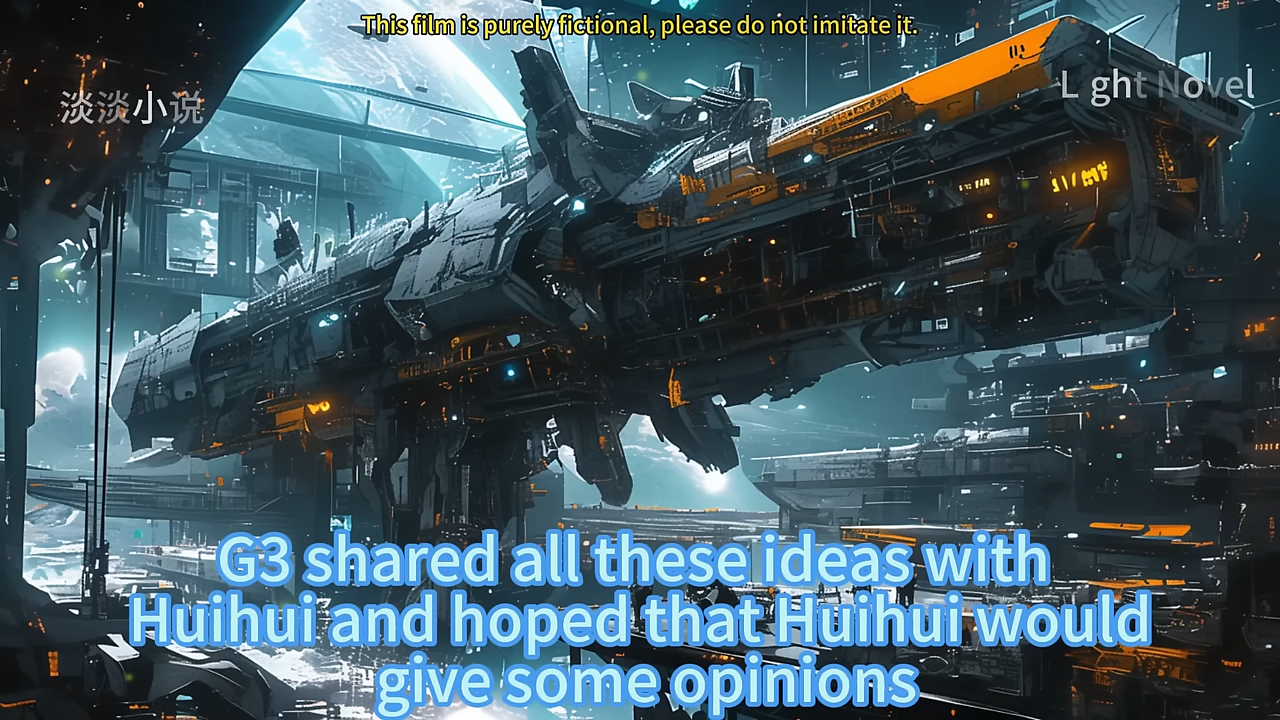 This film is purely fictional, please do not imitate it.
淡淡小说
L ght Novel
G3 shared all these ideas with
Huihui and hoped that Huihui would
give some opinions